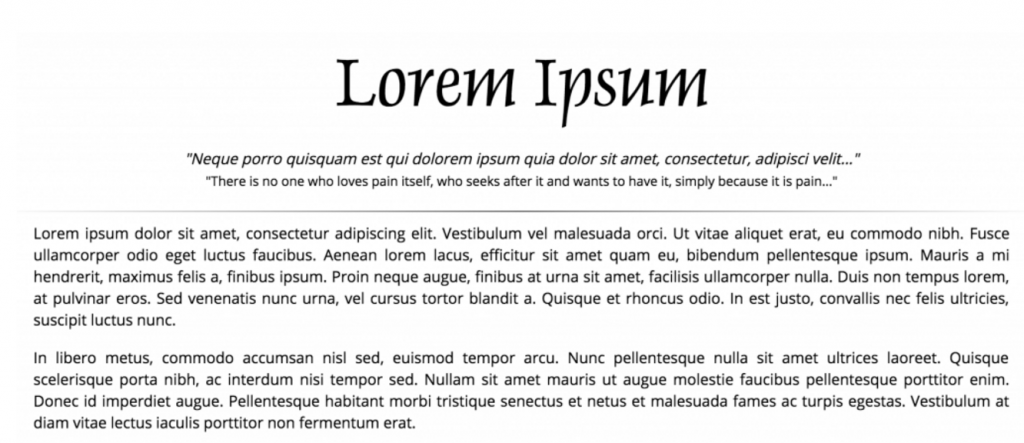 Lorem Ipsum
"Neque porro quisquam est qui dolorem ipsum quia dolor sit amet, consectetur, adipisci velit..."
"There is no one who loves pain itself, who seeks after it and wants to have it, simply because it is pain..."
Lorem ipsum dolor sit amet, consectetur adipiscing elit. Vestibulum vel malesuada orci. Ut vitae aliquet erat, eu commodo nibh. Fusce
ullamcorper odio eget luctus faucibus. Aenean lorem lacus, efficitur sit amet quam eu, bibendum pellentesque ipsum. Mauris a mi
hendrerit, maximus felis a, finibus ipsum. Proin neque augue, finibus at urna sit amet, facilisis ullamcorper nulla. Duis non tempus lorem,
at pulvinar eros. Sed venenatis nunc urna, vel cursus tortor blandit a. Quisque et rhoncus odio. In est justo, convallis nec felis ultricies,
suscipit luctus nunc.
In libero metus, commodo accumsan nisl sed, euismod tempor arcu. Nunc pellentesque nulla sit amet ultrices laoreet. Quisque
scelerisque porta nibh, ac interdum nisi tempor sed. Nullam sit amet mauris ut augue molestie faucibus pellentesque porttitor enim.
Donec id imperdiet augue. Pellentesque habitant morbi tristique senectus et netus et malesuada fames ac turpis egestas. Vestibulum at
diam vitae lectus iaculis porttitor non fermentum erat.